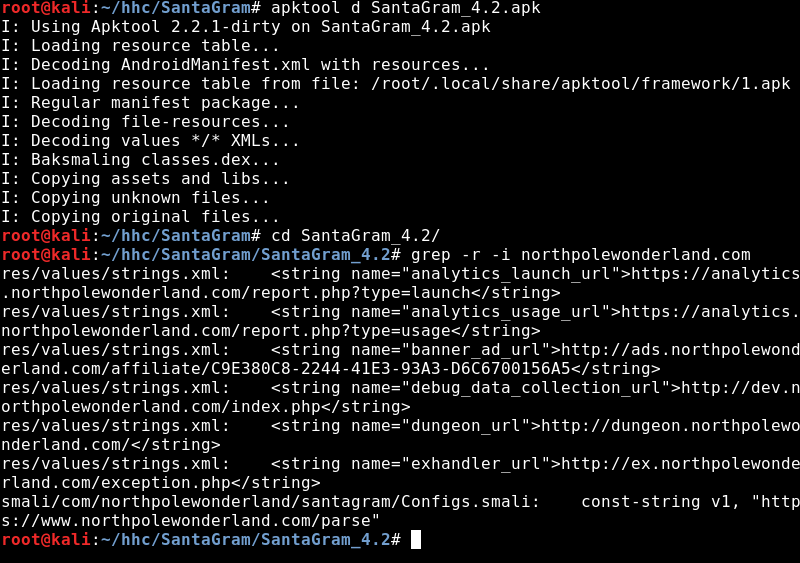 root@kali:~/hhc/SantaGram# apktool d SantaGram_4.2.apk
I: Using Apktool 2.2.1-dirty on SantaGram_4.2.apk
I: Loading resource table...
I: Decoding AndroidManifest.xml with resources...
I: Loading resource table from file: /root/.local/share/apktool/framework/1.apk
I: Regular manifest package...
I: Decoding file-resources...
I: Decoding values */* XMLs...
I: Baksmaling classes.dex...
I: Copying assets and libs...
I: Copying unknown files...
I: Copying original files...
root@kali:~/hhc/SantaGram# cd SantaGram_4.2/
root@kali:~/hhc/SantaGram/SantaGram_4.2# grep -r -i northpolewonderland.com
res/values/strings.xml:    <string name="analytics_launch_url">https://analytics
.northpolewonderland.com/report.php?type=launch</string>
res/values/strings.xml:    <string name="analytics_usage_url">https://analytics.
northpolewonderland.com/report.php?type=usage</string>
res/values/strings.xml:    <string name="banner_ad_url">http://ads.northpolewond
erland.com/affiliate/C9E380C8-2244-41E3-93A3-D6C6700156A5</string>
res/values/strings.xml:    <string name="debug_data_collection_url">http://dev.n
orthpolewonderland.com/index.php</string>
res/values/strings.xml:    <string name="dungeon_url">http://dungeon.northpolewo
nderland.com/</string>
res/values/strings.xml:    <string name="exhandler_url">http://ex.northpolewonde
rland.com/exception.php</string>
smali/com/northpolewonderland/santagram/Configs.smali:    const-string v1, "http
s://www.northpolewonderland.com/parse"
root@kali:~/hhc/SantaGram/SantaGram_4.2#